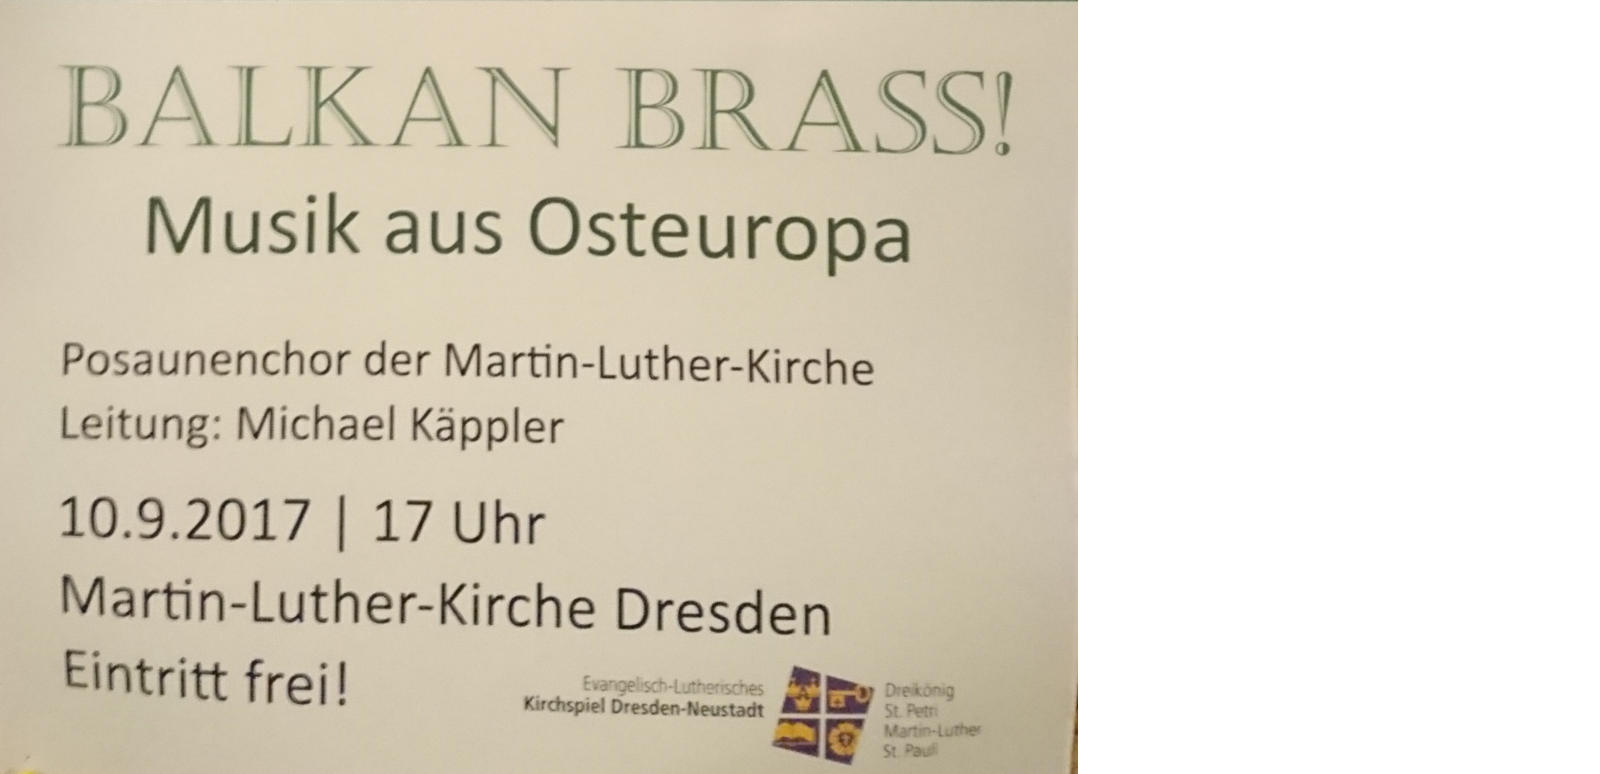 BALKAN BRASS!
Musik aus Osteuropa
Posaunenchor der Martin-Luther-Kirche
Leitung: Michael Käppler
10.9.2017 | 17 Uhr
Martin-Luther-Kirche Dresden
Eintritt frei!
Evangelisch-Lutherisches
Kirchspiel Dresden-Neustadt
Dreikönig
St. Petri
Martin-Luther
St. Pauli